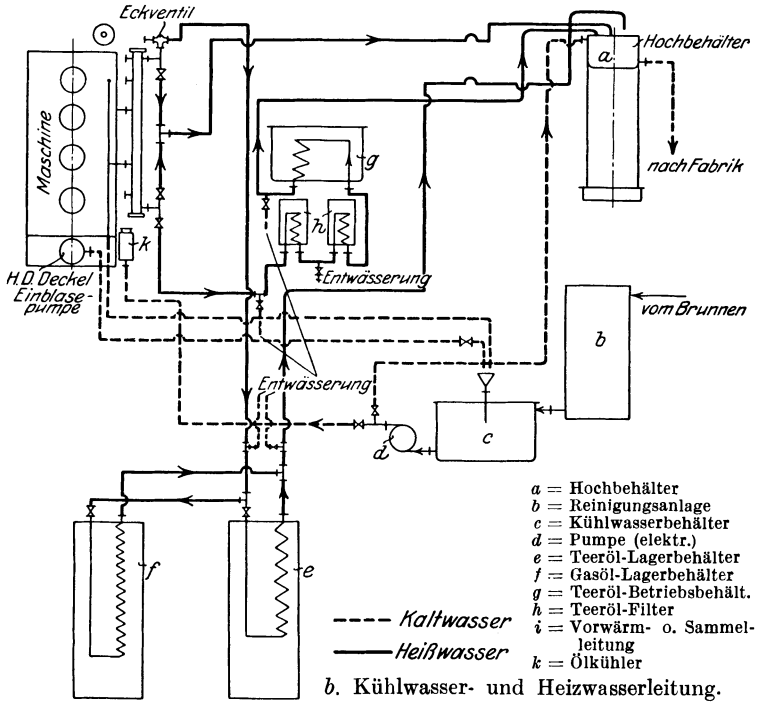 Eckventil
Hochbehälter
a
Maschine
nach Fabrik
g
h
k
Entwässerung
H.D. Deckel
Einblase-
pumpe
vom Brunnen
b
Entwässerung
c
d
f
e
a = Hochbehälter
b = Reinigungsanlage
c = Kühlwasserbehälter
d = Pumpe (elektr.)
e = Teeröl-Lagerbehälter
f = Gasöl-Lagerbehälter
g = Teeröl-Betriebsbehält.
h = Teeröl-Filter
i = Vorwärm- o. Sammel-
leitung
k = Ölkühler
Kaltwasser
Heißwasser
b. Kühlwasser- und Heizwasserleitung.